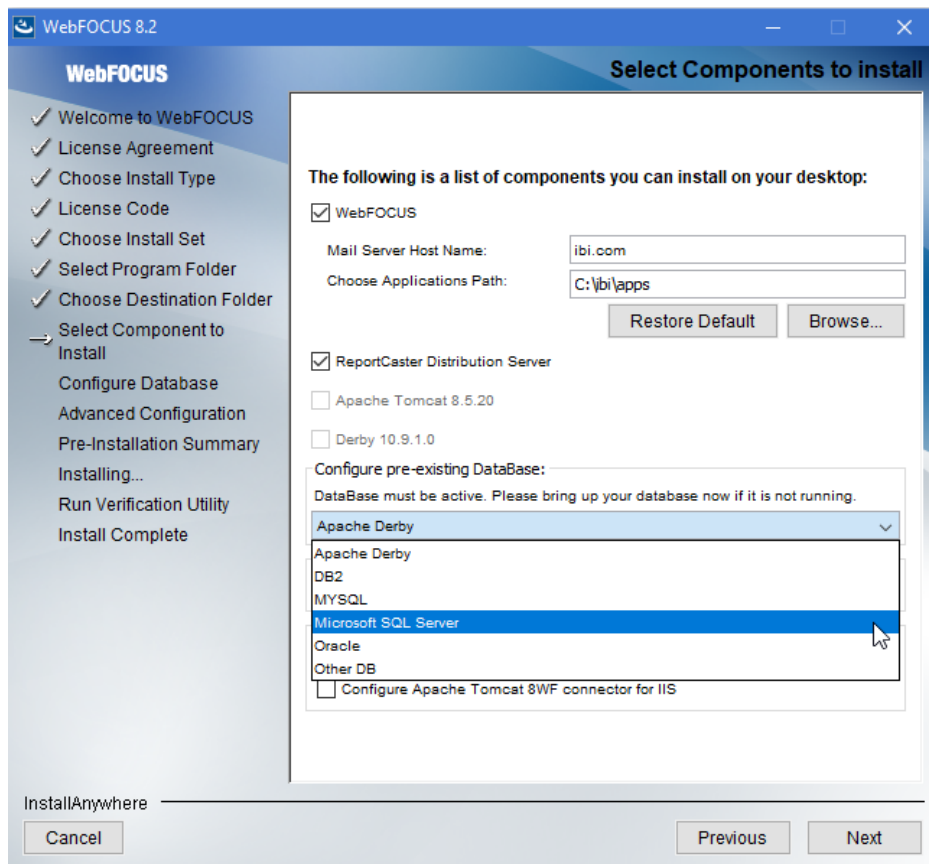 WebFOCUS 8.2
WebFOCUS
Select Components to install
Welcome to WebFOCUS
License Agreement
Choose Install Type
License Code
Choose Install Set
Select Program Folder
Choose Destination Folder
Select Component to
Install
Configure Database
Advanced Configuration
Pre-Installation Summary
Installing...
Run Verification Utility
Install Complete
The following is a list of components you can install on your desktop:
WebFOCUS
Mail Server Host Name: ibi.com
Choose Applications Path: C:\ibi\apps
Restore Default Browse...
ReportCaster Distribution Server
Apache Tomcat 8.5.20
Derby 10.9.1.0
Configure pre-existing DataBase:
DataBase must be active. Please bring up your database now if it is not running.
Apache Derby
Apache Derby
DB2
MYSQL
Microsoft SQL Server
Oracle
Other DB
Configure Apache Tomcat 8WF connector for IIS
InstallAnywhere
Cancel Previous Next